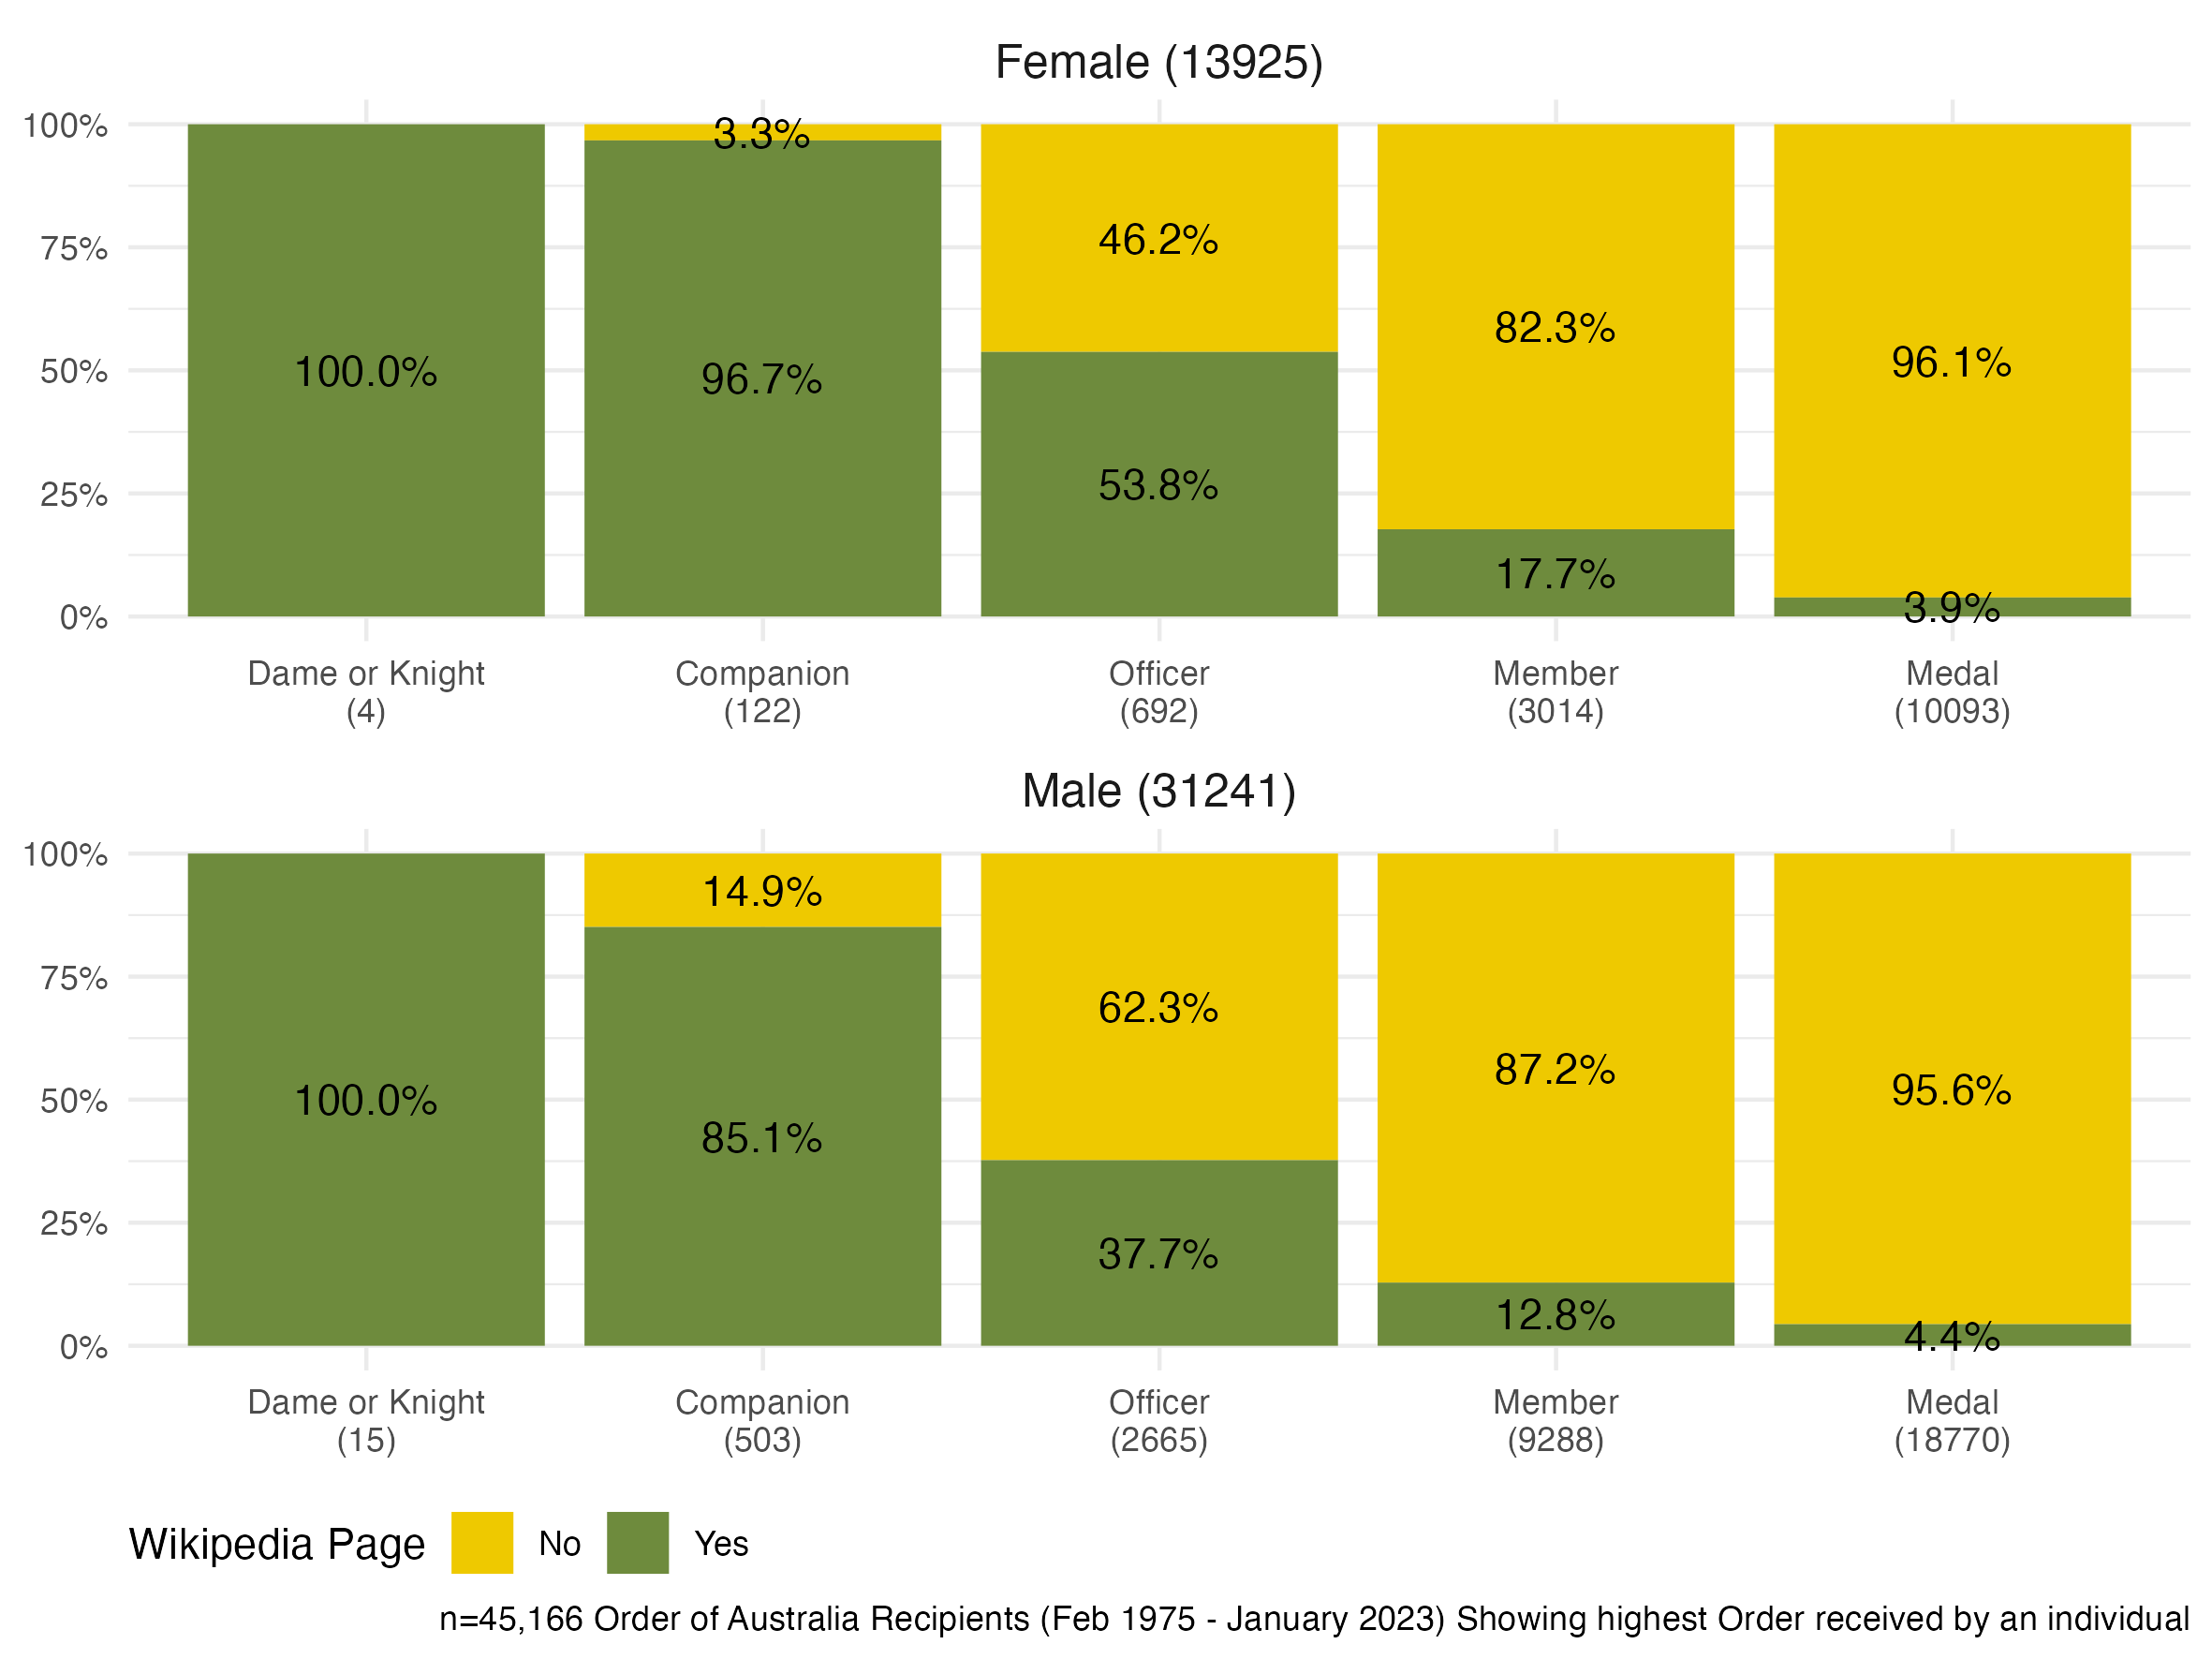 Female (13925)
100%
75%
50%
25%
0%
100.0%
3.3%
96.7%
46.2%
53.8%
82.3%
17.7%
96.1%
3.9%
Dame or Knight
(4)
Companion
(122)
Officer
(692)
Member
(3014)
Medal
(10093)
Male (31241)
100%
75%
50%
25%
0%
100.0%
14.9%
85.1%
62.3%
37.7%
87.2%
12.8%
95.6%
4.4%
Dame or Knight
(15)
Companion
(503)
Officer
(2665)
Member
(9288)
Medal
(18770)
Wikipedia Page No Yes
n=45,166 Order of Australia Recipients (Feb 1975 - January 2023) Showing highest Order received by an individual